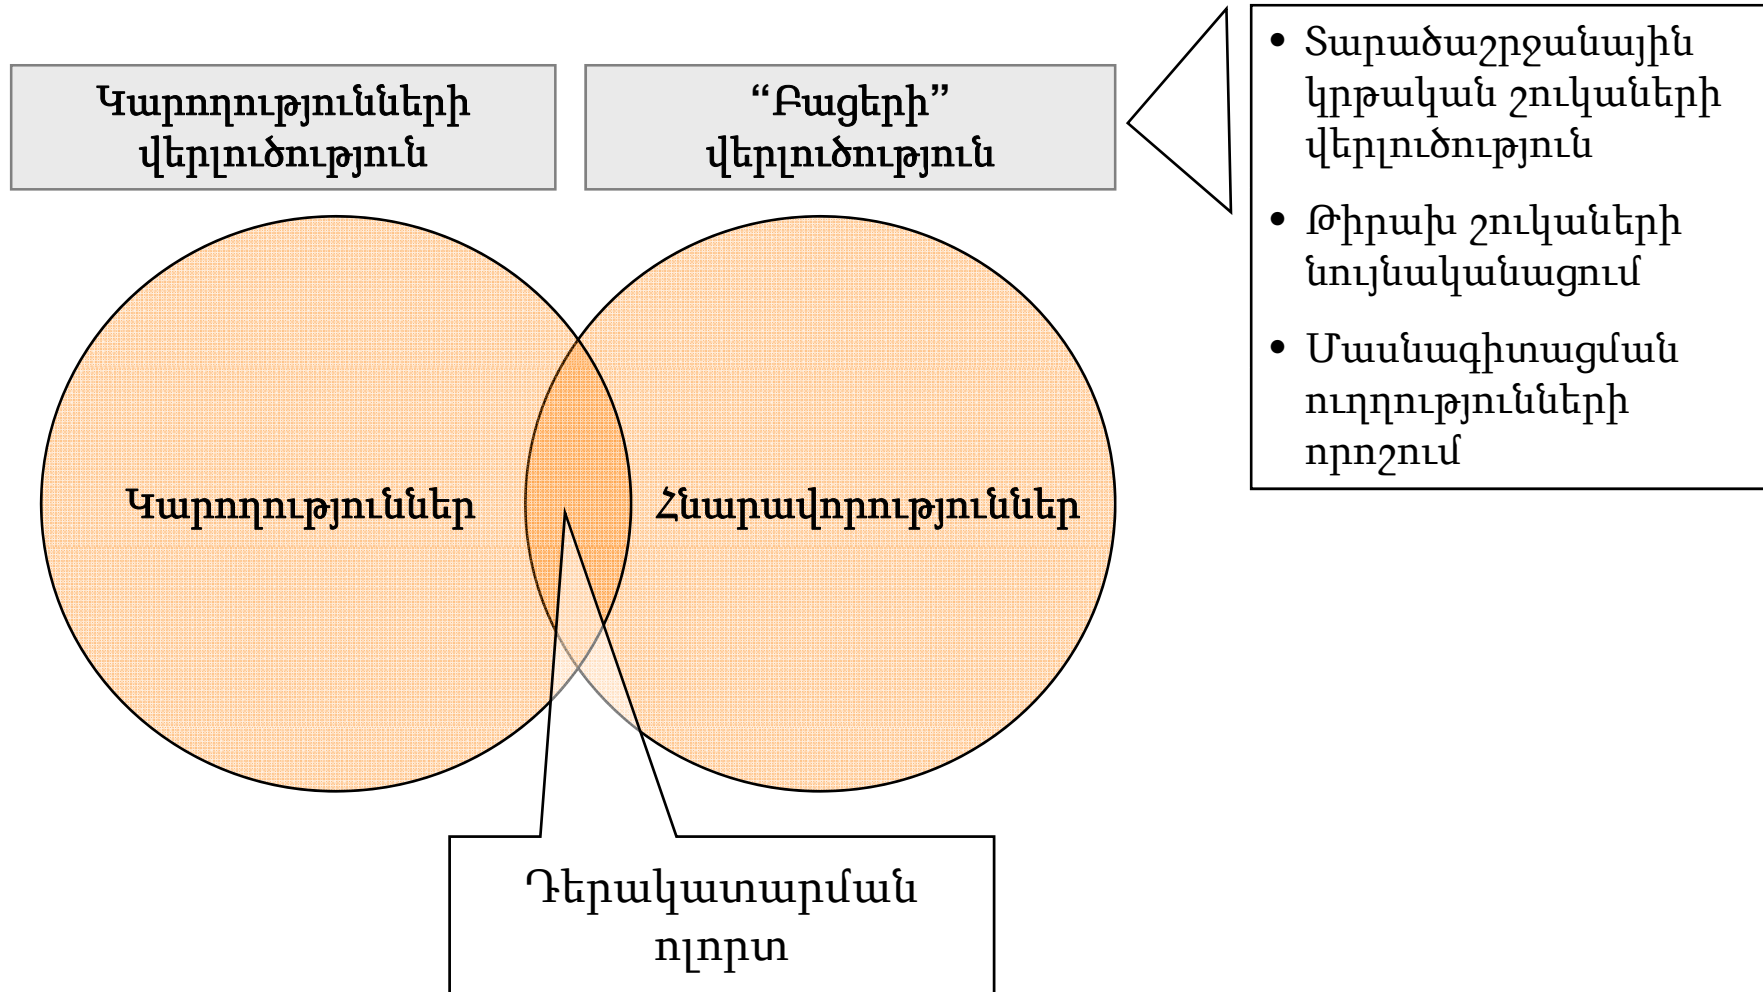 Կարողությունների
վերլուծություն
“Բացերի”
վերլուծություն
• Տարածաշրջանային
կրթական շուկաների
վերլուծություն
• Թիրախ շուկաների
նույնականացում
• Մասնագիտացման
ուղղությունների
որոշում
Կարողություններ
Հնարավորություններ
Դերակատարման
ոլորտ